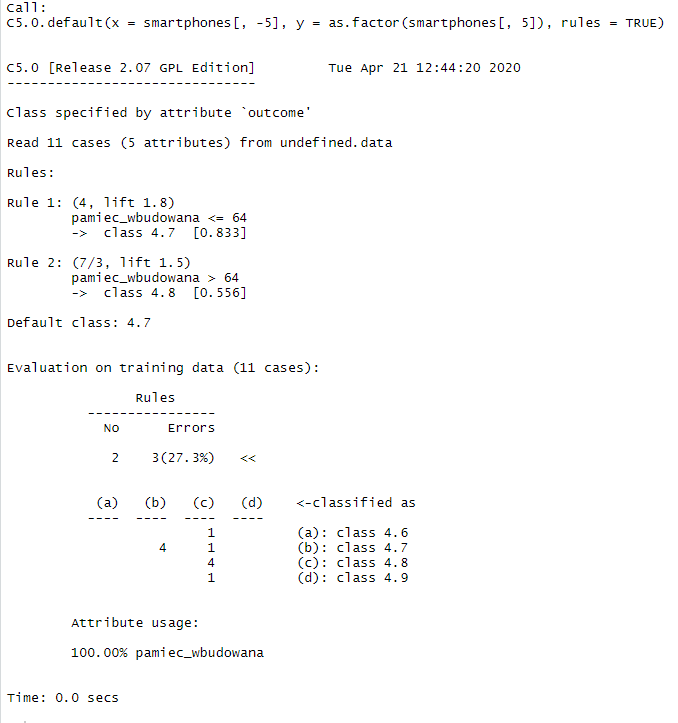 Call:
C5.0.default(x = smartphones[, -5], y = as.factor(smartphones[, 5]), rules = TRUE)
C5.0 [Release 2.07 GPL Edition]         Tue Apr 21 12:44:20 2020
-------------------------------
Class specified by attribute `outcome'
Read 11 cases (5 attributes) from undefined.data
Rules:
Rule 1: (4, lift 1.8)
        pamiec_wbudowana <= 64
        ->  class 4.7  [0.833]
Rule 2: (7/3, lift 1.5)
        pamiec_wbudowana > 64
        ->  class 4.8  [0.556]
Default class: 4.7
Evaluation on training data (11 cases):
                Rules
          ----------------
            No      Errors
             2    3(27.3%)   <<
           (a)   (b)   (c)   (d)    <-classified as
          ----  ----  ----  ----
                         1          (a): class 4.6
                   4     1          (b): class 4.7
                         4          (c): class 4.8
                         1          (d): class 4.9
        Attribute usage:
        100.00% pamiec_wbudowana
Time: 0.0 secs